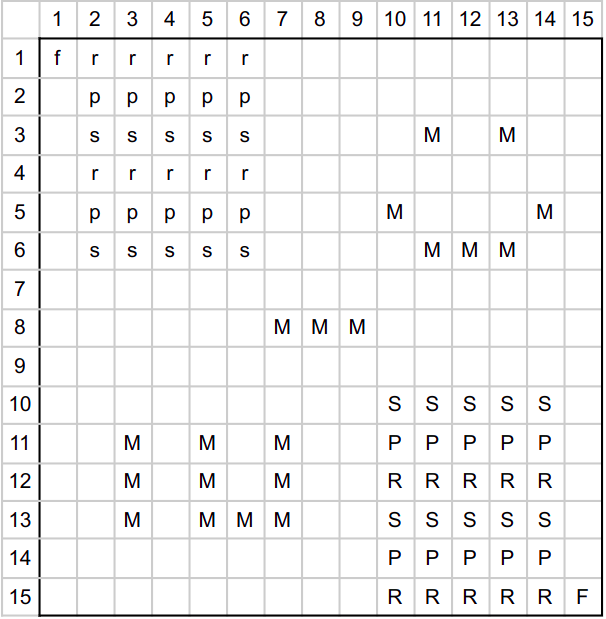 1 2 3 4 5 6 7 8 9 10 11 12 13 14 15
1 f r r r r r
2 p p p p p
3 s s s s s M M
4 r r r r r
5 p p p p p M M
6 s s s s s M M M
7
8 M M M
9
10 S S S S S
11 M M M P P P P P
12 M M M R R R R R
13 M M M M S S S S S
14 P P P P P
15 R R R R R F